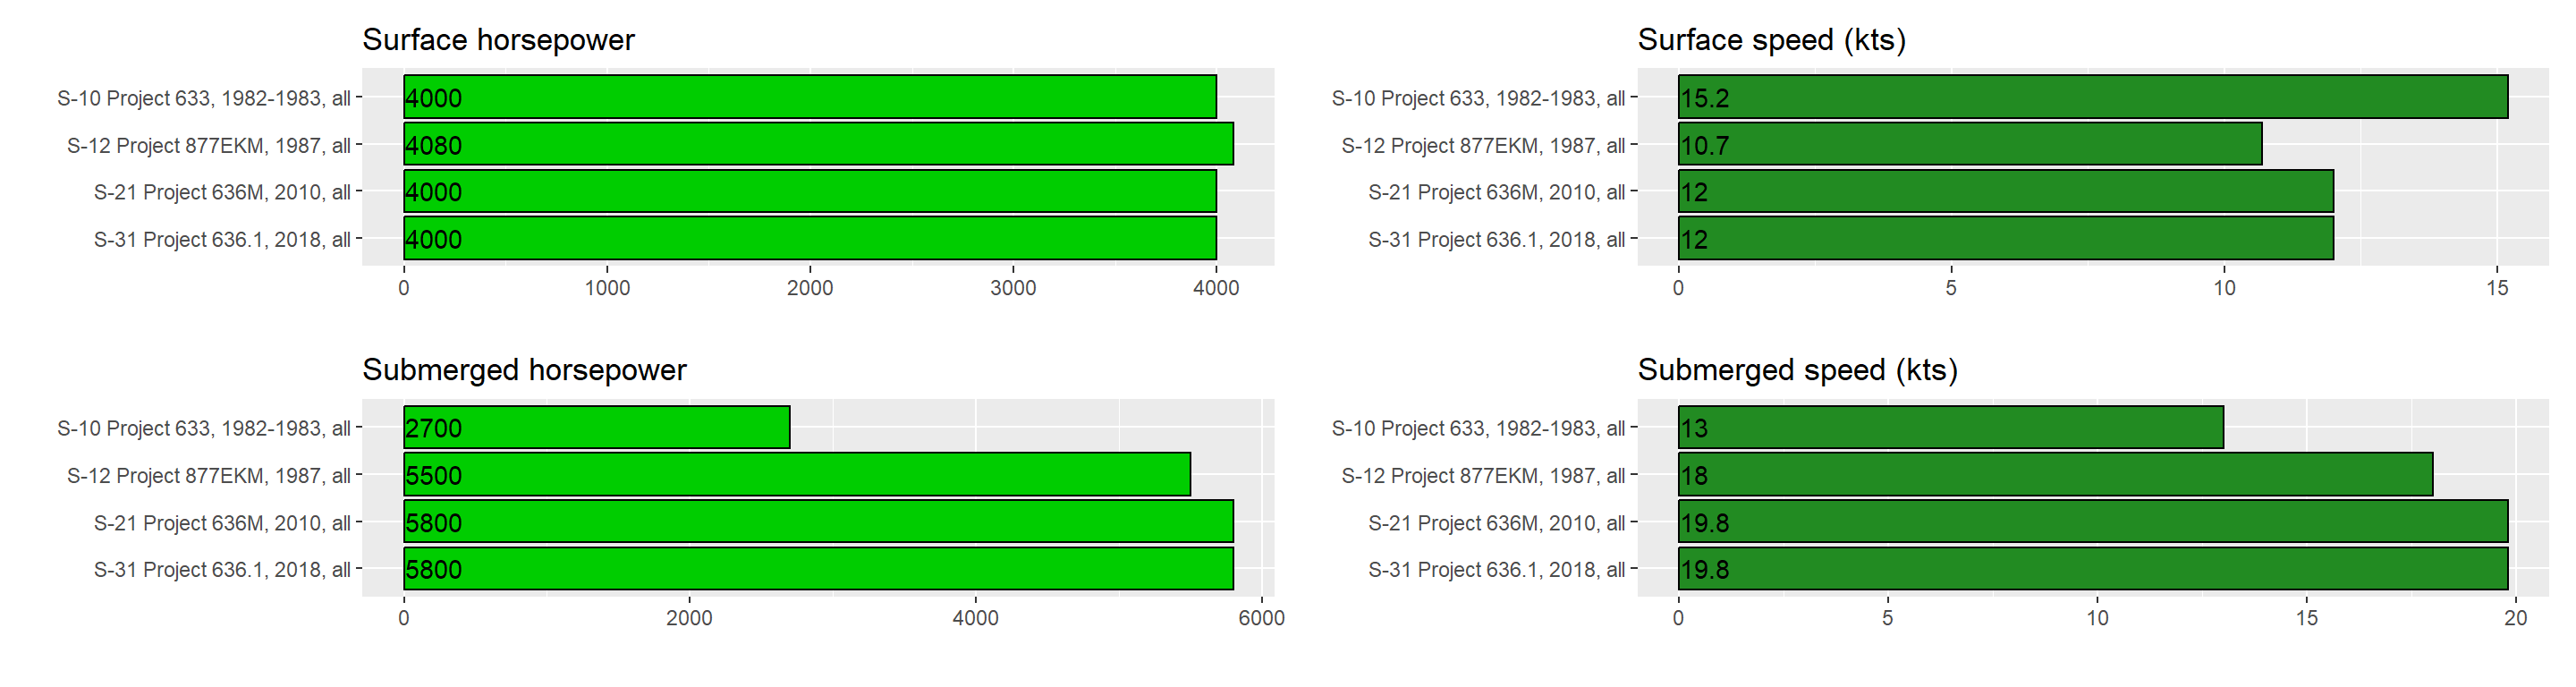 Surface horsepower
S-10 Project 633, 1982-1983, all
4000
S-12 Project 877EKM, 1987, all
4080
S-21 Project 636M, 2010, all
4000
S-31 Project 636.1, 2018, all
4000
0 1000 2000 3000 4000
Surface speed (kts)
S-10 Project 633, 1982-1983, all
15.2
S-12 Project 877EKM, 1987, all
10.7
S-21 Project 636M, 2010, all
12
S-31 Project 636.1, 2018, all
12
0 5 10 15
Submerged horsepower
S-10 Project 633, 1982-1983, all
2700
S-12 Project 877EKM, 1987, all
5500
S-21 Project 636M, 2010, all
5800
S-31 Project 636.1, 2018, all
5800
0 2000 4000 6000
Submerged speed (kts)
S-10 Project 633, 1982-1983, all
13
S-12 Project 877EKM, 1987, all
18
S-21 Project 636M, 2010, all
19.8
S-31 Project 636.1, 2018, all
19.8
0 5 10 15 20